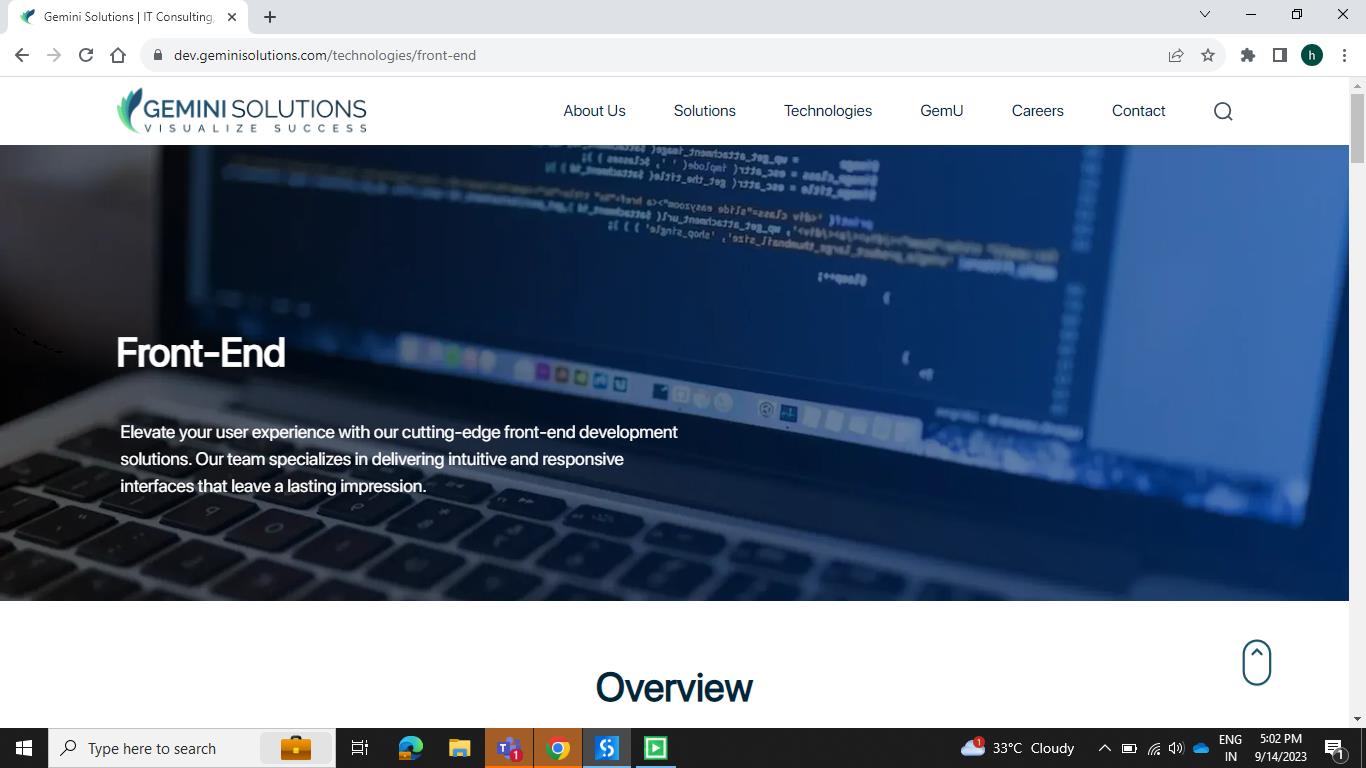 Gemini Solutions | IT Consulting,
dev.geminisolutions.com/technologies/front-end
h
GEMINI SOLUTIONS
VISUALIZE SUCCESS
About Us
Solutions
Technologies
GemU
Careers
Contact
Front-End
Elevate your user experience with our cutting-edge front-end development
solutions. Our team specializes in delivering intuitive and responsive
interfaces that leave a lasting impression.
Overview
Type here to search
1
1
33°C Cloudy
ENG
IN
5:02 PM
9/14/2023
1